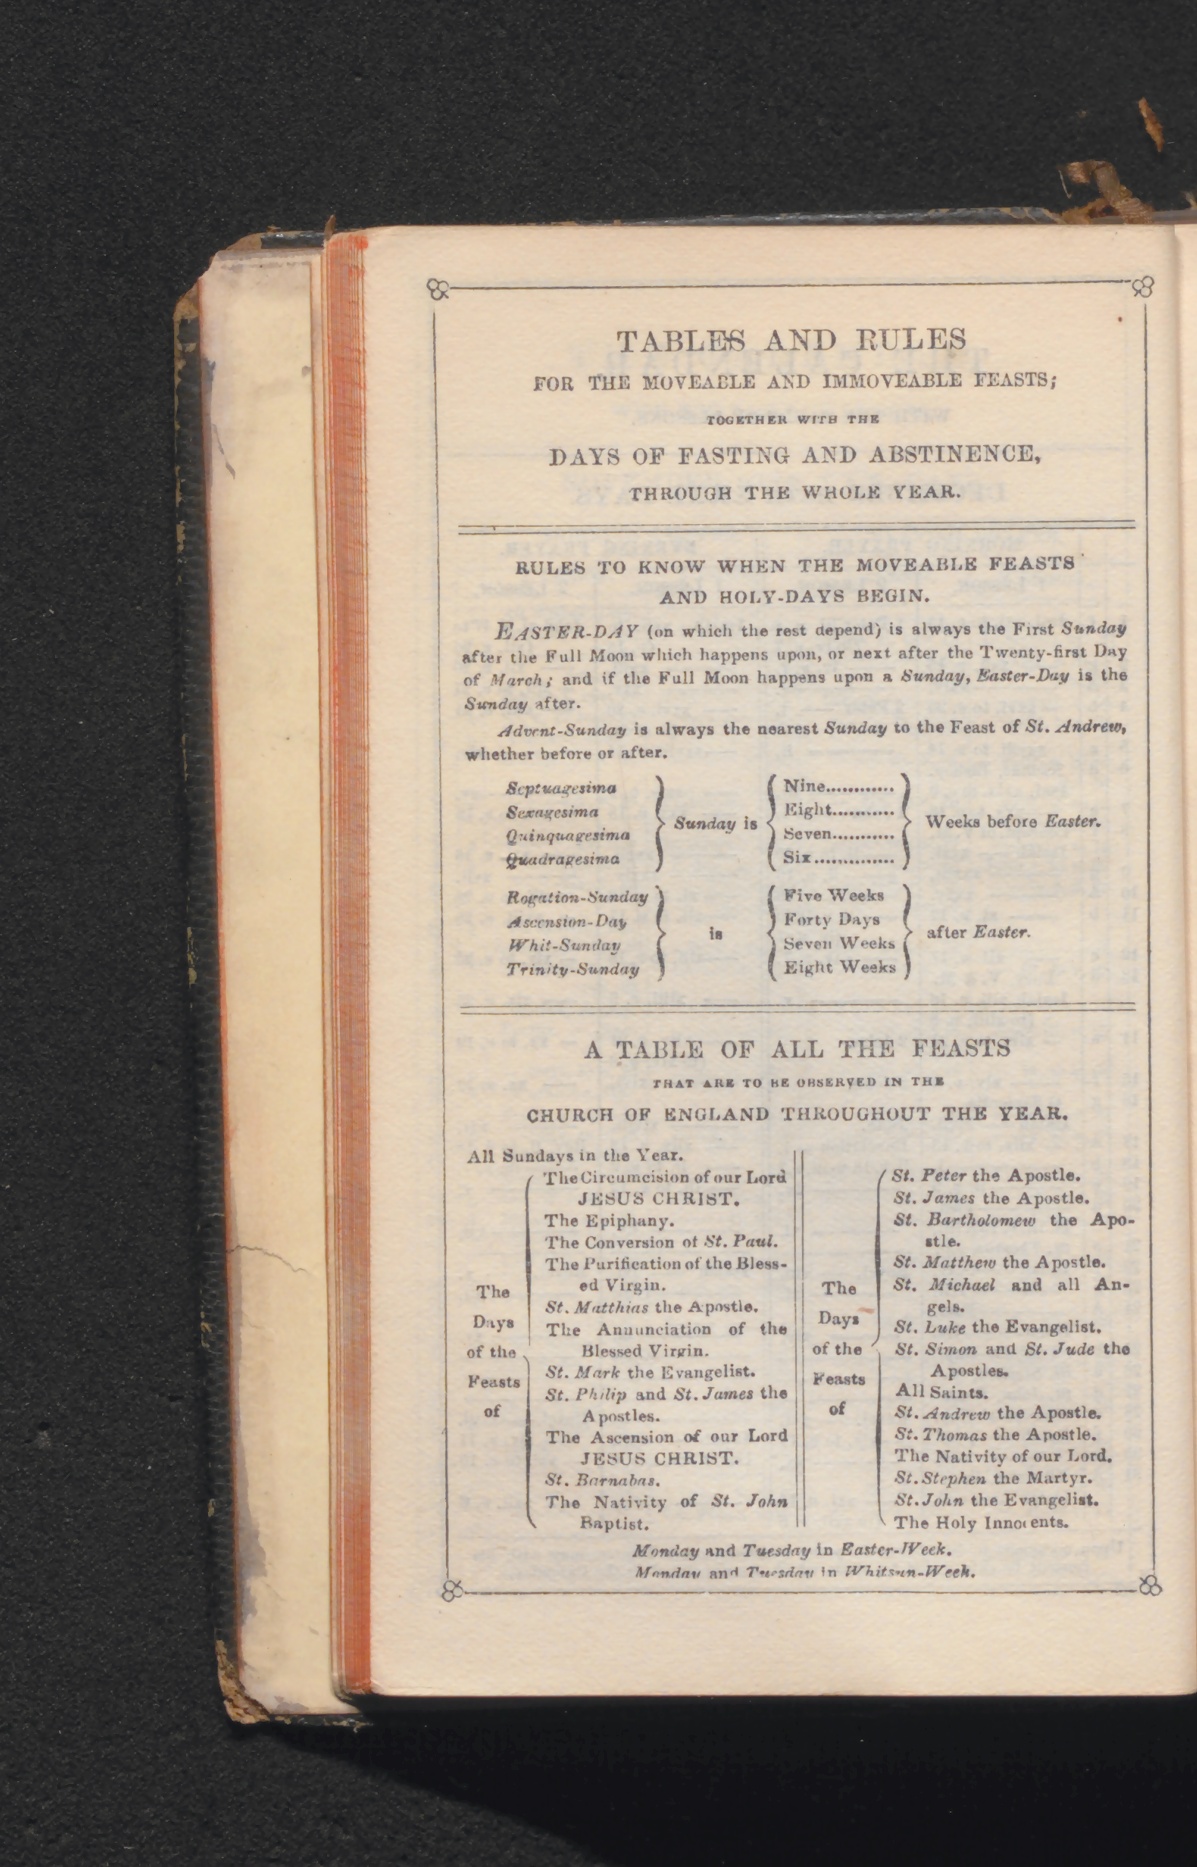 TABLES AND RULES
FOR THE MOVEABLE AND IMMOVEABLE FEASTS;
TOGETHER WITH THE
DAYS OF FASTING AND ABSTINENCE,
THROUGH THE WHOLE YEAR.
RULES TO KNOW WHEN THE MOVEABLE FEASTS
AND HOLY-DAYS BEGIN.
EASTER-DAY (on which the rest depend) is always the First Sunday
after the Full Moon which happens upon, or next after the Twenty-first Day
of March; and if the Full Moon happens upon a Sunday, Easter-Day is the
Sunday after.
Advent-Sunday is always the nearest Sunday to the Feast of St. Andrew,
whether before or after.
Septuagesima
Sexagesima
Quinquagesima
Quadragesima
Sunday is
Nine............
Eight...........
Seven...........
Six..............
Weeks before Easter.
Rogation-Sunday
Ascension-Day
Whit-Sunday
Trinity-Sunday
is
Five Weeks
Forty Days
Seven Weeks
Eight Weeks
after Easter.
A TABLE OF ALL THE FEASTS
THAT ARE TO BE OBSERVED IN THE
CHURCH OF ENGLAND THROUGHOUT THE YEAR.
All Sundays in the Year.
The
Days
of the
Feasts
of
The Circumcision of our Lord
JESUS CHRIST.
The Epiphany.
The Conversion of St. Paul.
The Purification of the Bless-
ed Virgin.
St. Matthias the Apostle.
The Annunciation of the
Blessed Virgin.
St. Mark the Evangelist.
St. Philip and St. James the
Apostles.
The Ascension of our Lord
JESUS CHRIST.
St. Barnabas.
The Nativity of St. John
Baptist.
The
Days
of the
Feasts
of
St. Peter the Apostle.
St. James the Apostle.
St. Bartholomew the Apo-
stle.
St. Matthew the Apostle.
St. Michael and all An-
gels.
St. Luke the Evangelist.
St. Simon and St. Jude the
Apostles.
All Saints.
St. Andrew the Apostle.
St. Thomas the Apostle.
The Nativity of our Lord.
St. Stephen the Martyr.
St. John the Evangelist.
The Holy Innocents.
Monday and Tuesday in Easter-Week.
Monday and Tuesday in Whitsun-Week.